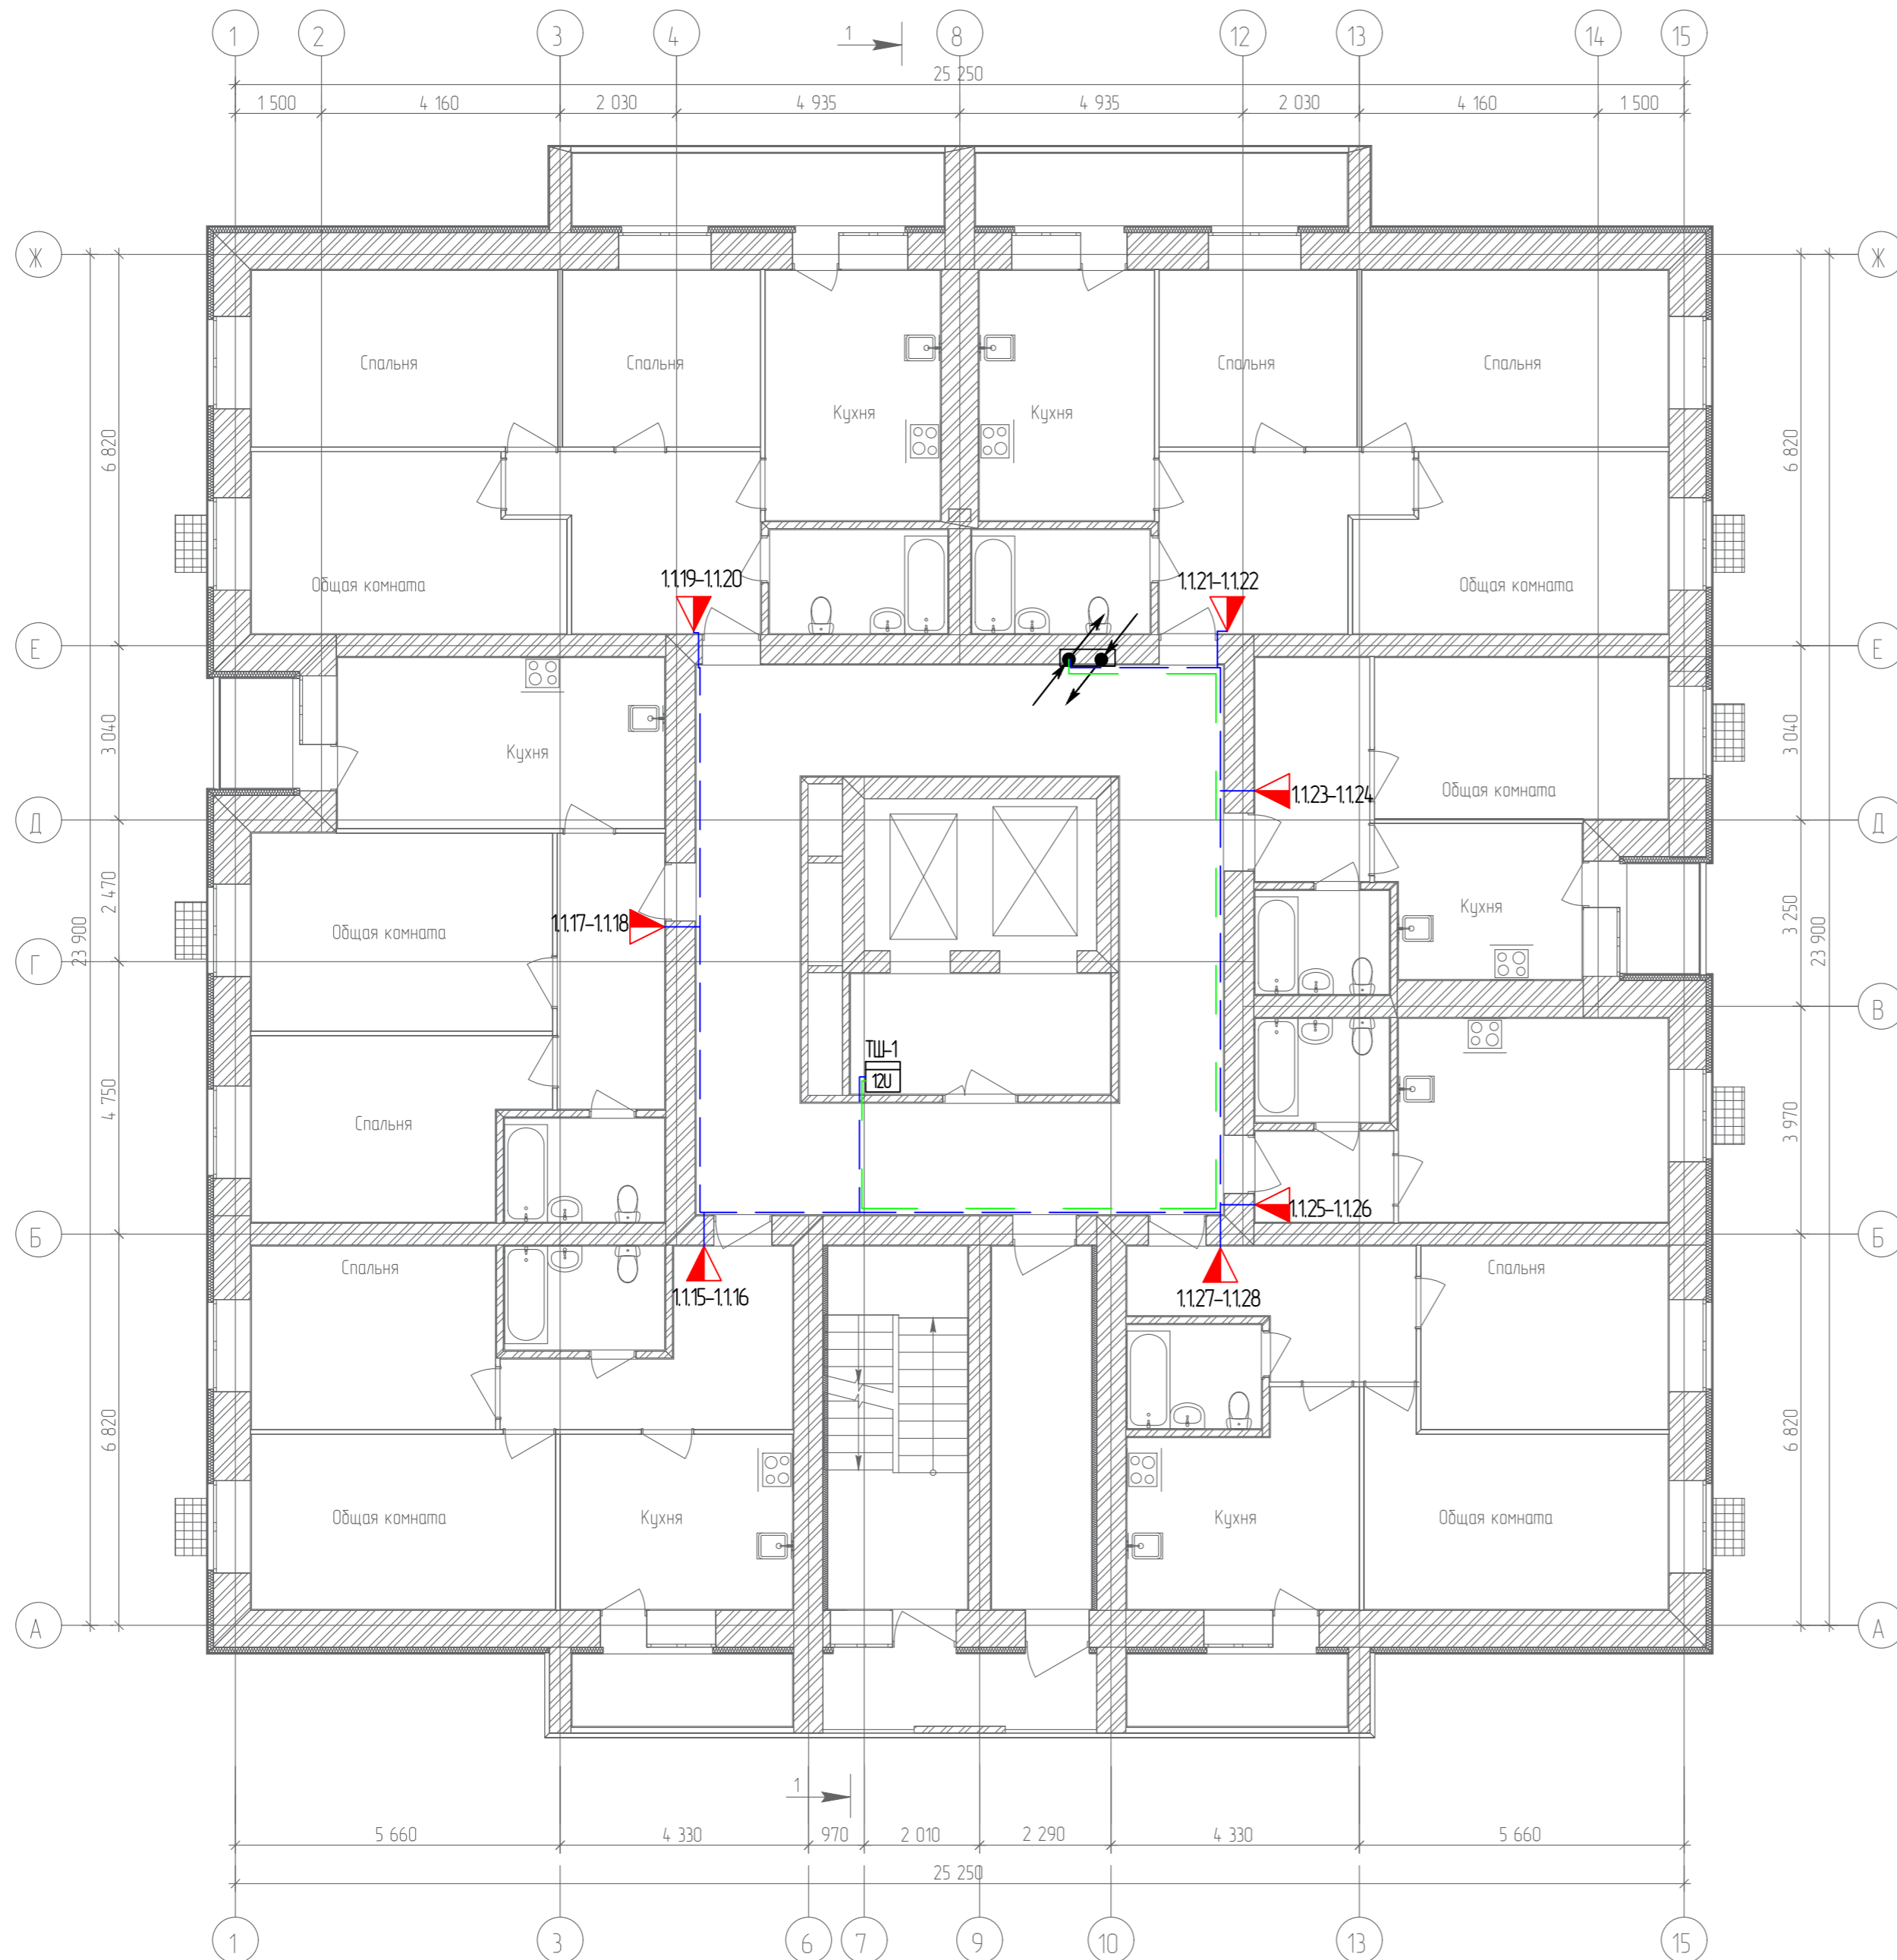 1 2 3 4 8 12 13 14 15
1
25 250
1 500 4 160 2 030 4 935 4 935 2 030 4 160 1 500
Ж Ж
Спальня Спальня Спальня Спальня
Кухня Кухня
6 820 6 820
1.1.19-1.1.20 1.1.21-1.1.22
Общая комната Общая комната
Е Е
3 040 3 040
Кухня
1.1.23-1.1.24
Общая комната
Д Д
2 470
3 250
Кухня
1.1.17-1.1.18
Общая комната
23 900 23 900
Г
В
ТШ-1
12U
4 750
3 970
Спальня
1.1.25-1.1.26
Б Б
Спальня Спальня
1.1.15-1.1.16 1.1.27-1.1.28
6 820 6 820
Общая комната Кухня Кухня Общая комната
А А
1
5 660 4 330 970 2 010 2 290 4 330 5 660
25 250
1 3 6 7 9 10 13 15